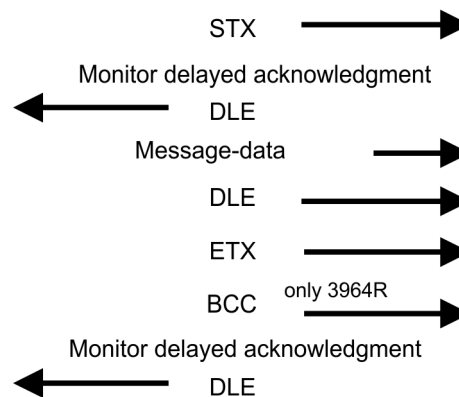 STX
Monitor delayed acknowledgment
DLE
Message-data
DLE
ETX
BCC only 3964R
Monitor delayed acknowledgment
DLE